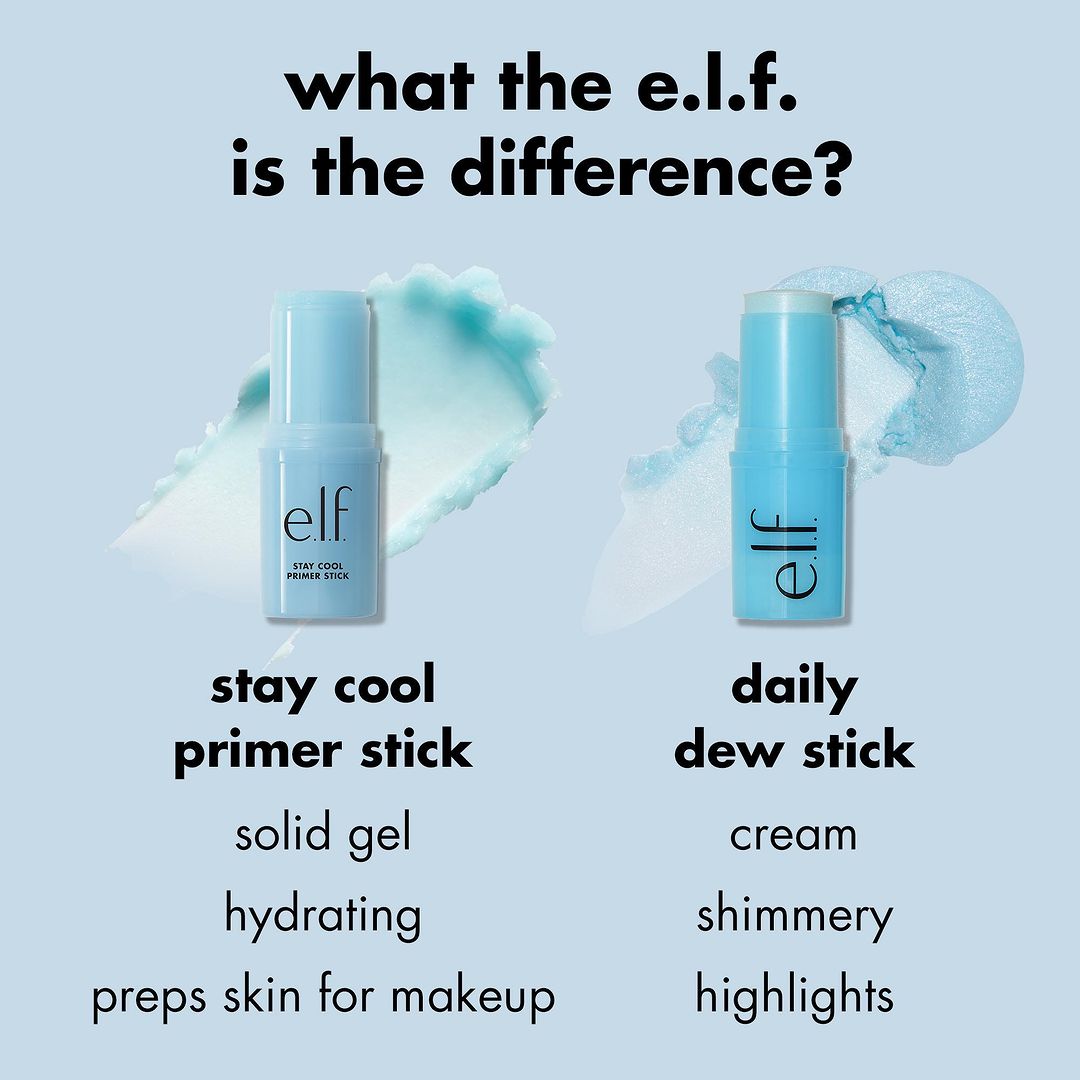 what the e.l.f.
is the difference?
e.l.f.
STAY COOL
PRIMER STICK
e.l.f.
stay cool
primer stick
solid gel
hydrating
preps skin for makeup
daily
dew stick
cream
shimmery
highlights